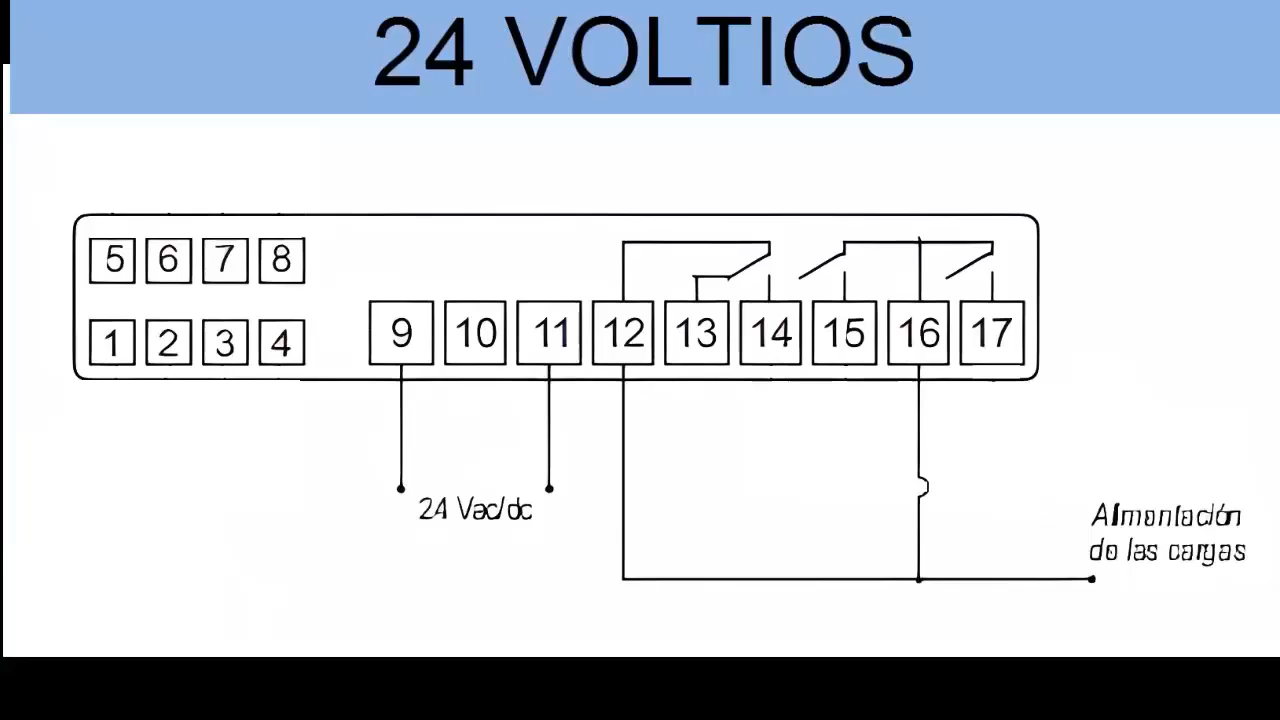 24 VOLTIOS
5 6 7 8
1 2 3 4
9 10 11 12 13 14 15 16 17
24 Vac/dc
Alimentación
de las cargas